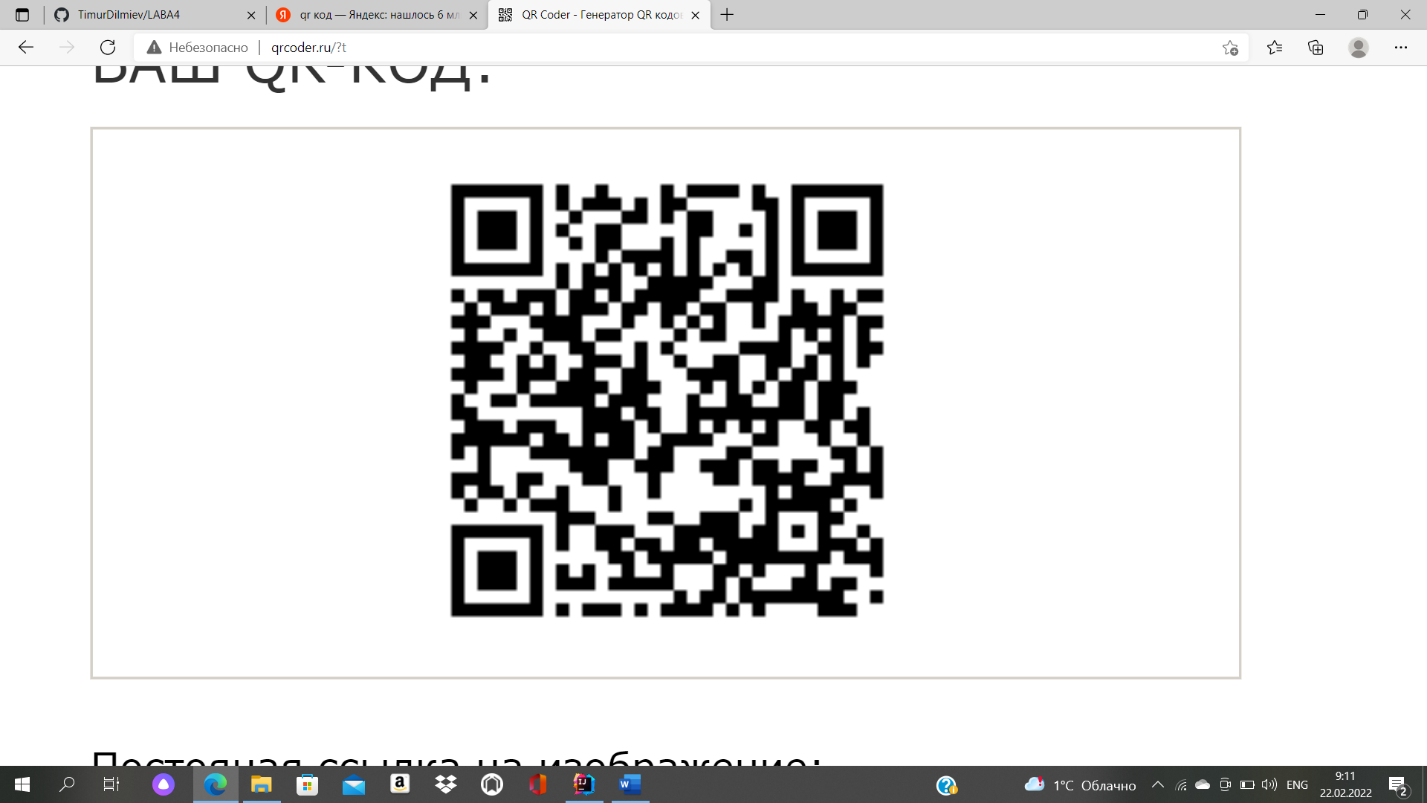 TimurDilmiev/LABA4
qr код — Яндекс: нашлось 6 мл
QR Coder - Генератор QR кодо
Небезопасно
qrcoder.ru/?t
ВАШ QR-КОД:
Постоянная ссылка на изображение:
1°C Облачно
ENG
9:11
22.02.2022
2